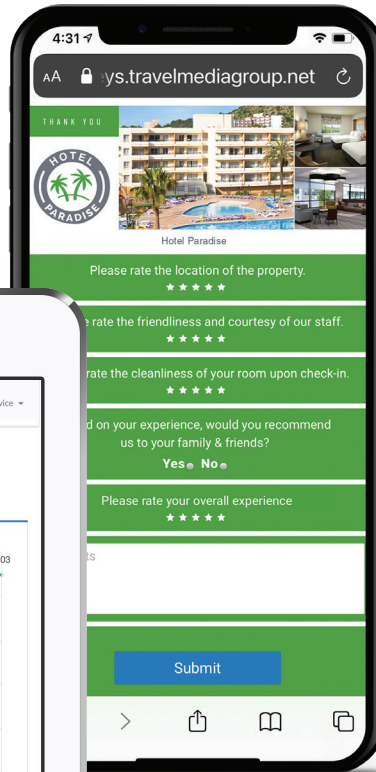 4:31
AA ys.travelmediagroup.net
THANK YOU
HOTEL
PARADISE
Hotel Paradise
Please rate the location of the property.
rate the friendliness and courtesy of our staff.
rate the cleanliness of your room upon check-in.
on your experience, would you recommend
us to your family & friends?
Yes No
Please rate your overall experience
Submit
03